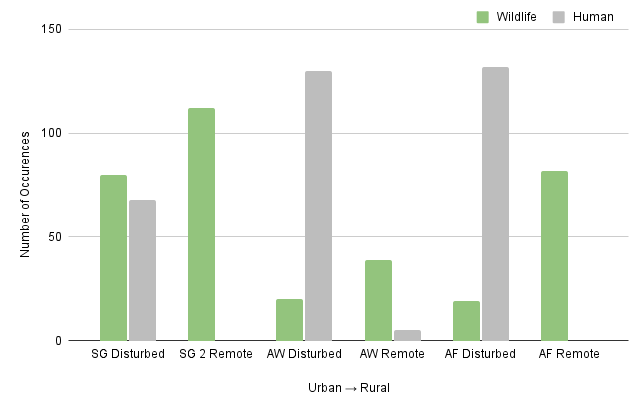 Wildlife Human
150
100
50
0
Number of Occurences
SG Disturbed SG 2 Remote AW Disturbed AW Remote AF Disturbed AF Remote
Urban → Rural